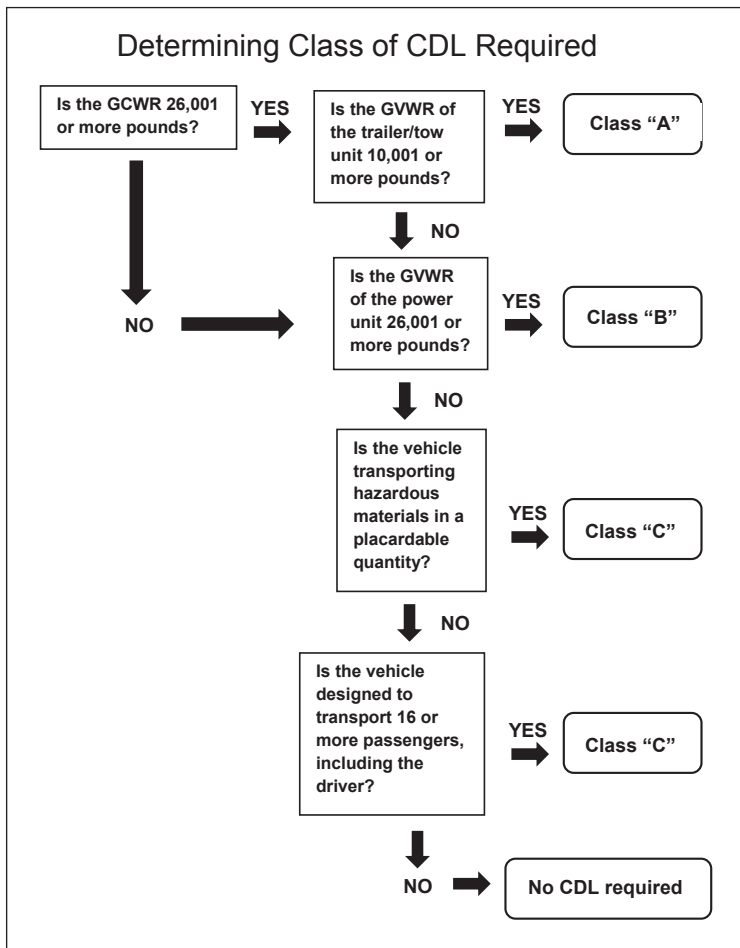 Determining Class of CDL Required
Is the GCWR 26,001
or more pounds?
YES
Is the GVWR of
the trailer/tow
unit 10,001 or
more pounds?
YES
Class “A”
NO
NO
Is the GVWR
of the power
unit 26,001 or
more pounds?
YES
Class “B”
NO
Is the vehicle
transporting
hazardous
materials in a
placardable
quantity?
YES
Class “C”
NO
Is the vehicle
designed to
transport 16 or
more passengers,
including the
driver?
YES
Class “C”
NO
No CDL required